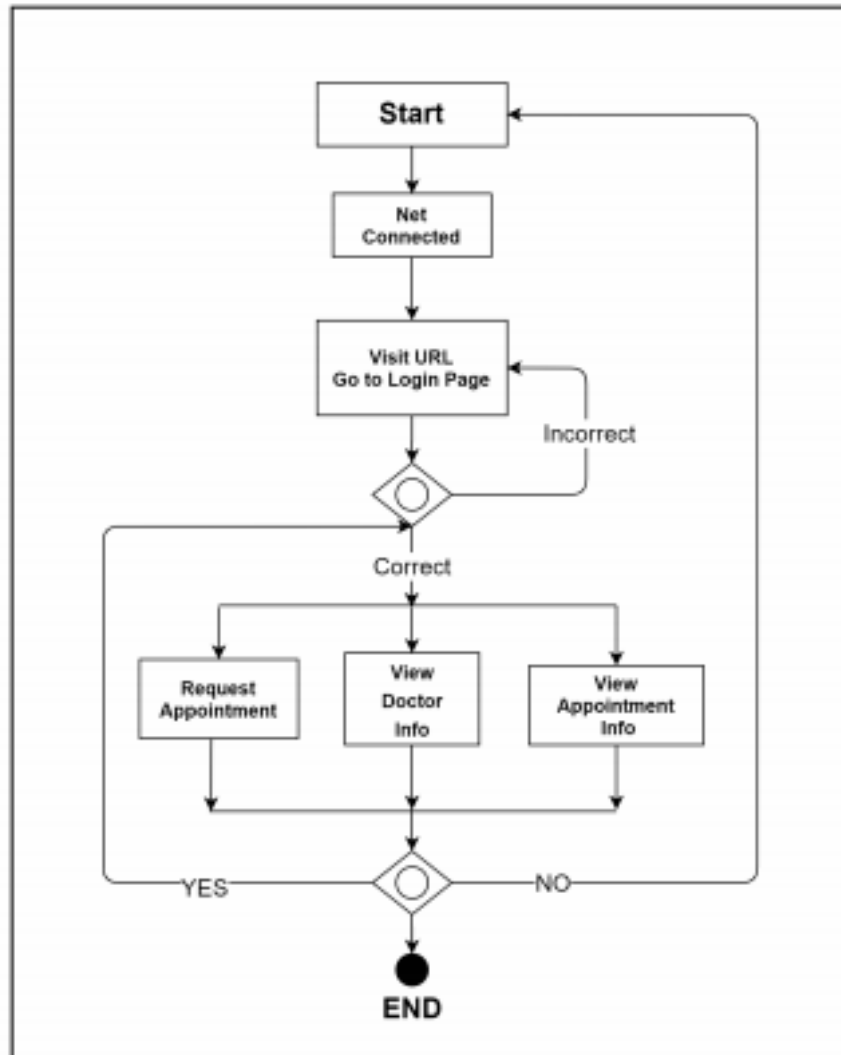 Start
Net
Connected
Visit URL
Go to Login Page
Incorrect
Correct
Request
Appointment
View
Doctor
Info
View
Appointment
Info
YES
NO
END